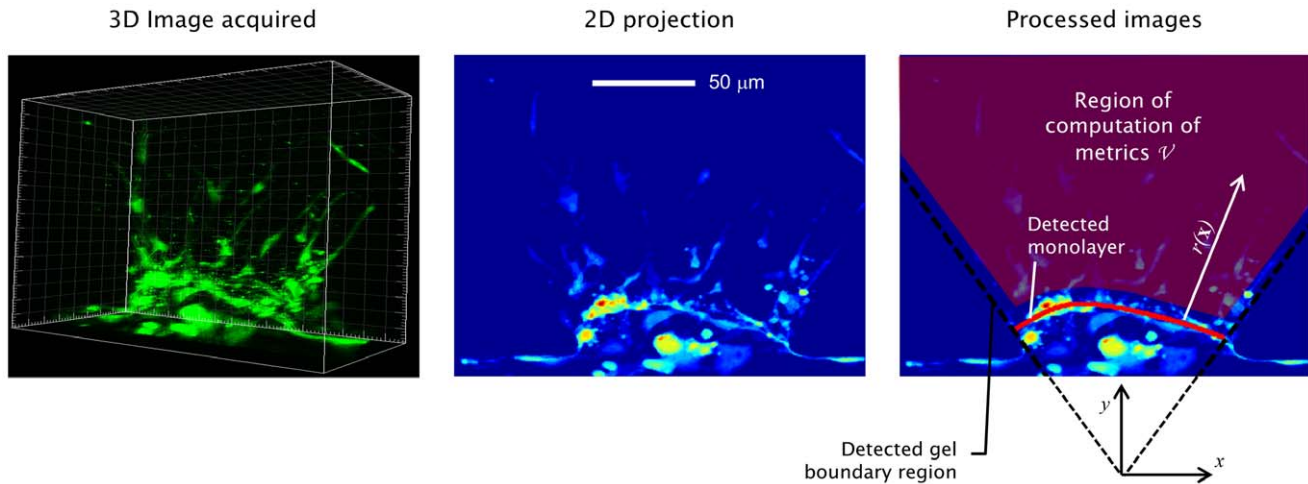 3D Image acquired
2D projection
Processed images
50 μm
Region of
computation of
metrics 𝒱
Detected
monolayer
r(x)
y
x
Detected gel
boundary region